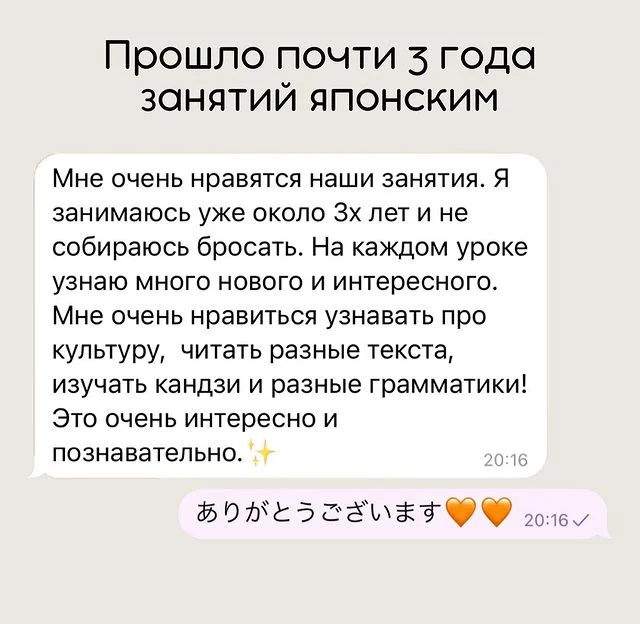 Прошло почти 3 года
занятий японским
Мне очень нравятся наши занятия. Я
занимаюсь уже около 3х лет и не
собираюсь бросать. На каждом уроке
узнаю много нового и интересного.
Мне очень нравиться узнавать про
культуру,  читать разные текста,
изучать кандзи и разные грамматики!
Это очень интересно и
познавательно.✨
20:16
ありがとうございます🧡🧡
20:16✓